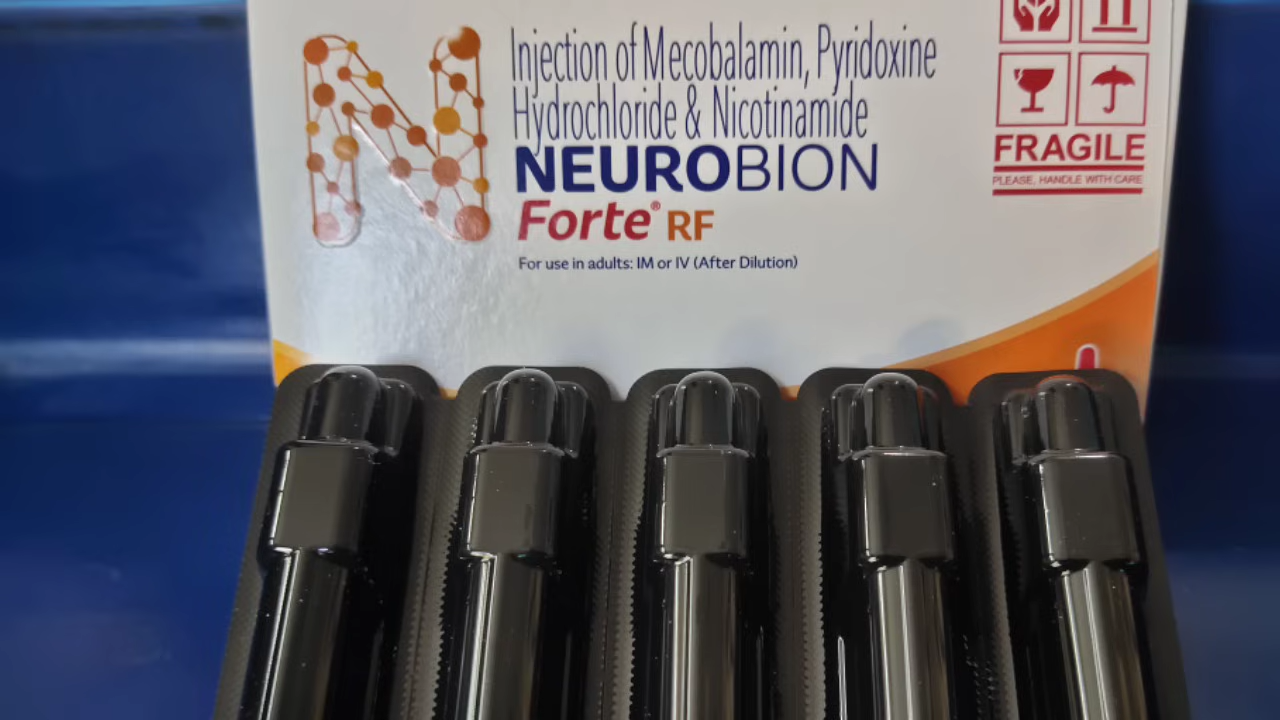 Injection of Mecobalamin, Pyridoxine
Hydrochloride & Nicotinamide
NEUROBION
Forte® RF
For use in adults: IM or IV (After Dilution)
FRAGILE
PLEASE, HANDLE WITH CARE